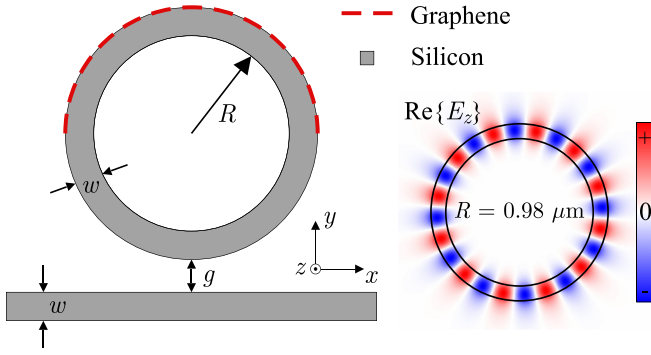 Graphene
Silicon
R
w
y
z
x
g
w
Re{E_z}
R = 0.98 μm
+
0
-